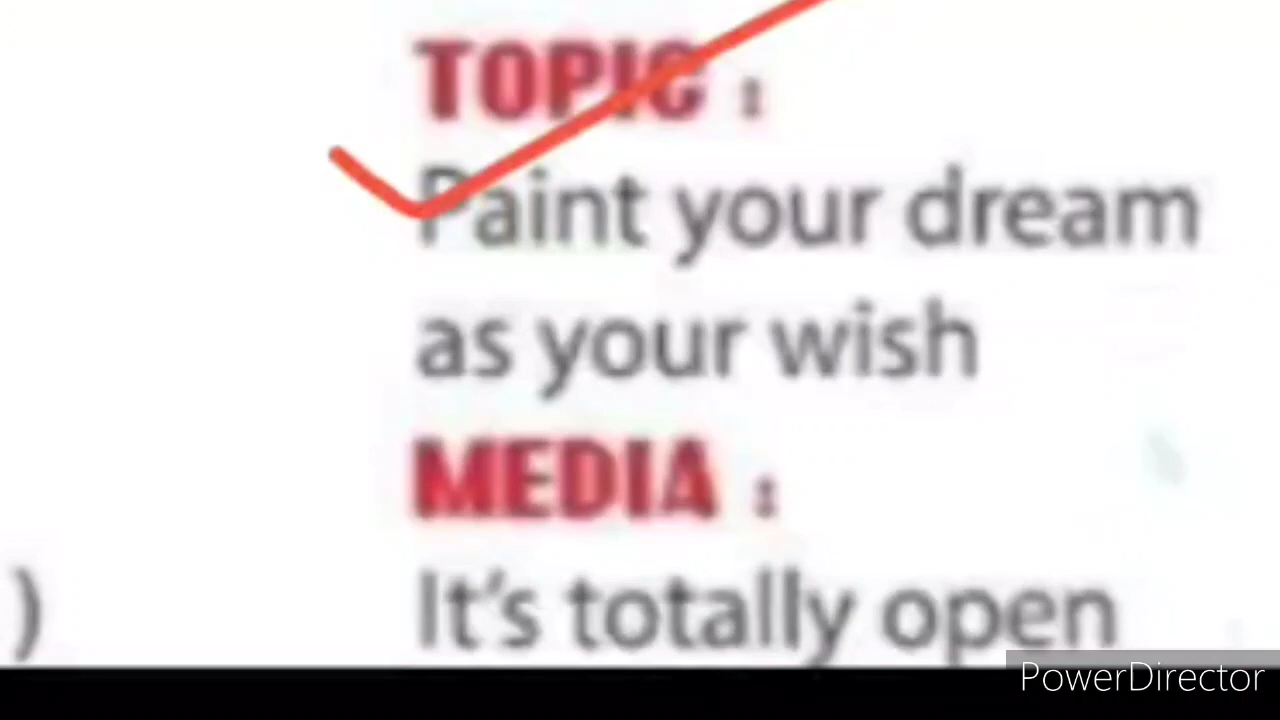 TOPIC :
Paint your dream
as your wish
MEDIA :
) It's totally open
PowerDirector